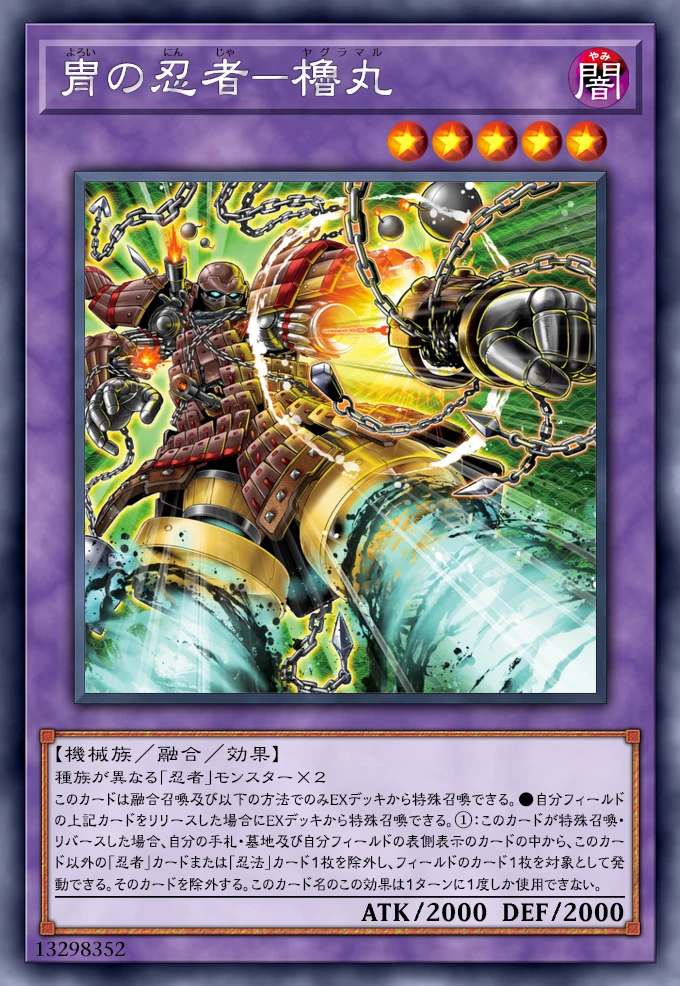 よろい にん じゃ ヤグラマル
胄の忍者－櫓丸
やみ
闇
【機械族／融合／効果】
種族が異なる「忍者」モンスター×２
このカードは融合召喚及び以下の方法でのみEXデッキから特殊召喚できる。●自分フィールド
の上記カードをリリースした場合にEXデッキから特殊召喚できる。①：このカードが特殊召喚・
リバースした場合、自分の手札・墓地及び自分フィールドの表側表示のカードの中から、このカー
ド以外の「忍者」カードまたは「忍法」カード1枚を除外し、フィールドのカード1枚を対象として発
動できる。そのカードを除外する。このカード名のこの効果は1ターンに1度しか使用できない。
ATK/2000 DEF/2000
13298352